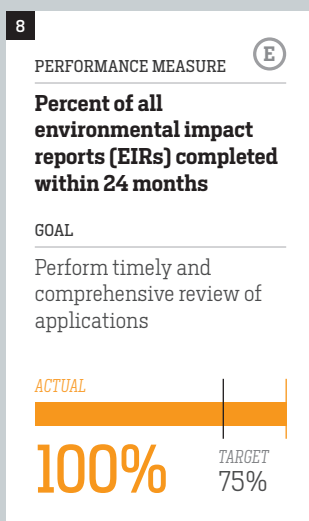 8
E
PERFORMANCE MEASURE
Percent of all
environmental impact
reports (EIRs) completed
within 24 months
GOAL
Perform timely and
comprehensive review of
applications
ACTUAL
100%
TARGET
75%